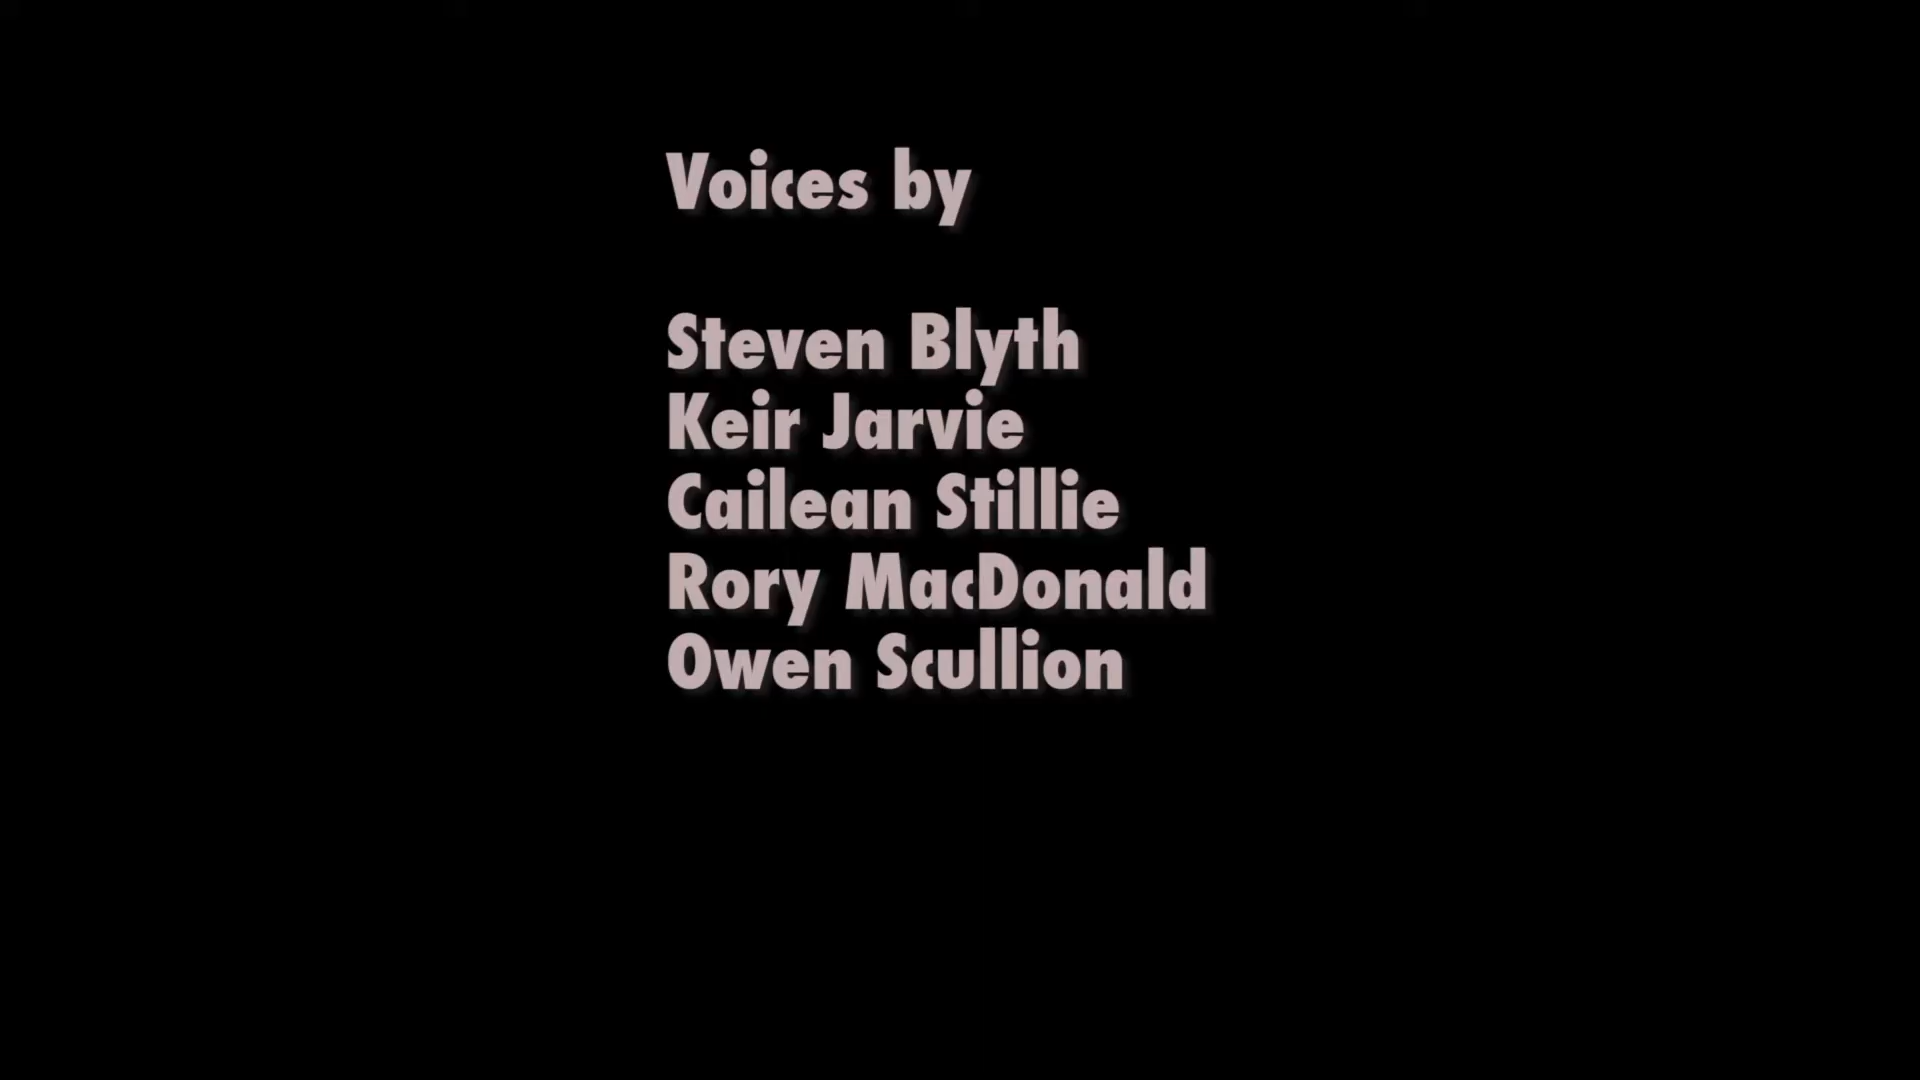 Voices by
Steven Blyth
Keir Jarvie
Cailean Stillie
Rory MacDonald
Owen Scullion